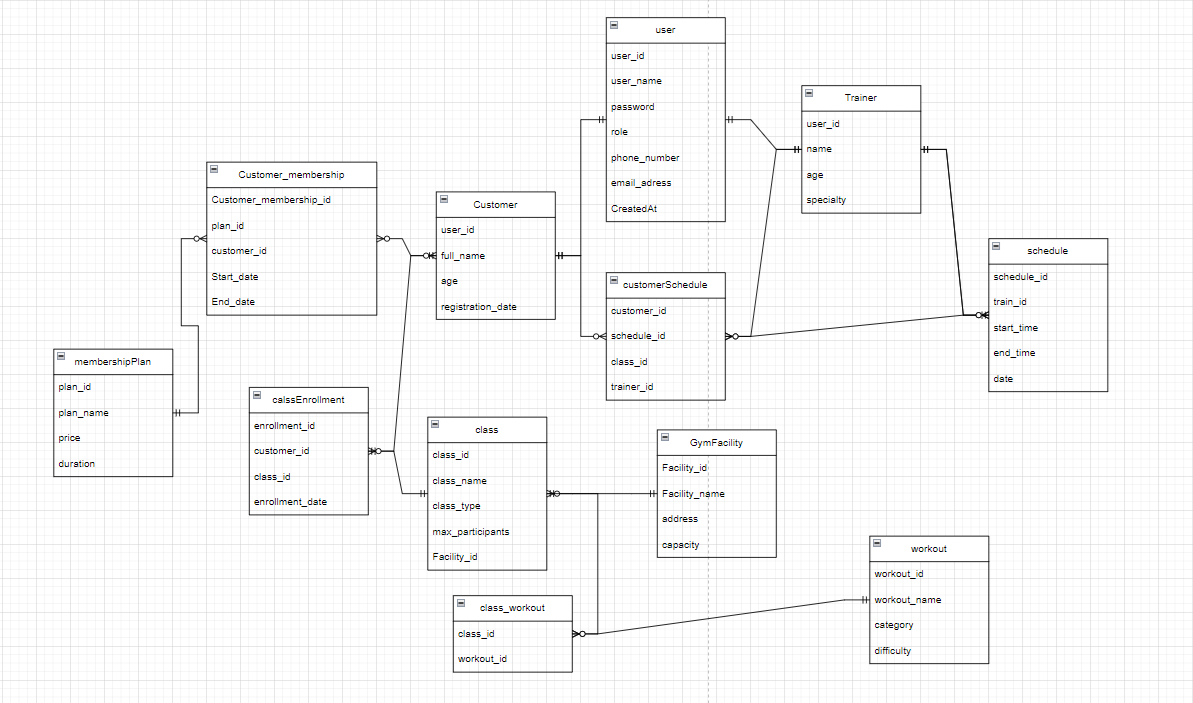 user
user_id
user_name
password
role
phone_number
email_adress
CreatedAt
Trainer
user_id
name
age
specialty
Customer_membership
Customer_membership_id
plan_id
customer_id
Start_date
End_date
Customer
user_id
full_name
age
registration_date
schedule
schedule_id
train_id
start_time
end_time
date
customerSchedule
customer_id
schedule_id
class_id
trainer_id
membershipPlan
plan_id
plan_name
price
duration
calssEnrollment
enrollment_id
customer_id
class_id
enrollment_date
class
class_id
class_name
class_type
max_participants
Facility_id
GymFacility
Facility_id
Facility_name
address
capacity
workout
workout_id
workout_name
category
difficulty
class_workout
class_id
workout_id